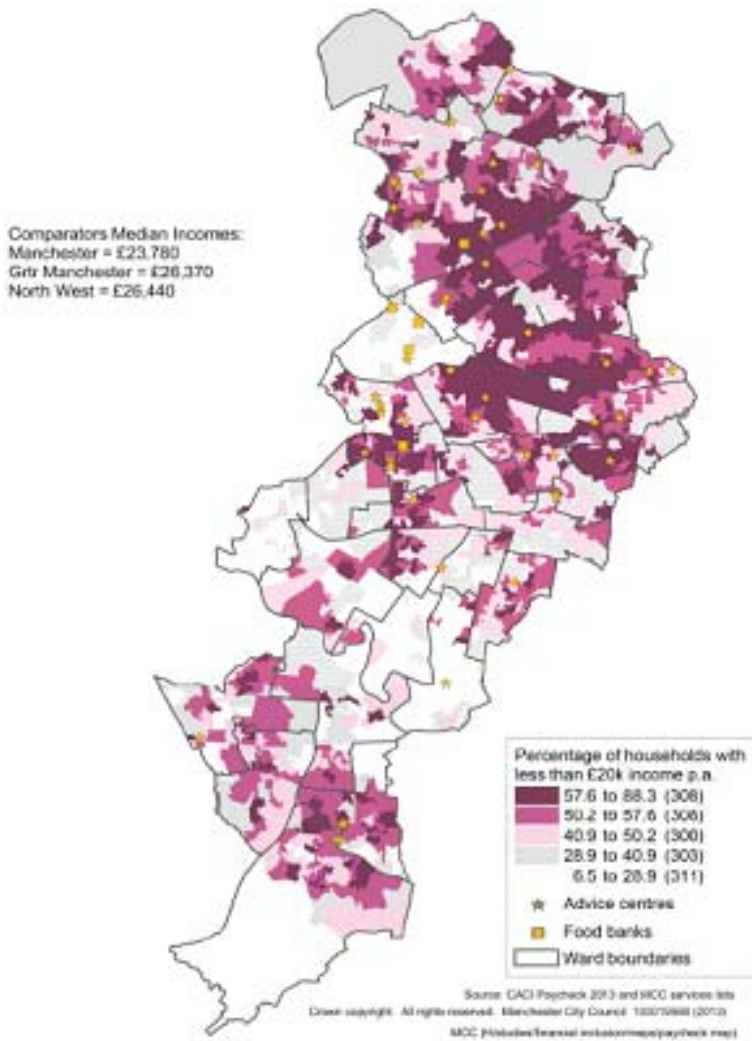 Comparators Median Incomes:
Manchester = £23,780
Grtr Manchester = £26,370
North West = £26,440
Percentage of households with
less than £20k income p.a.
57.6 to 88.3 (308)
50.2 to 57.6 (306)
40.9 to 50.2 (300)
28.9 to 40.9 (303)
6.5 to 28.9 (311)
Advice centres
Food banks
Ward boundaries
Source: CACI Paycheck 2013 and MCC services lists
Crown copyright. All rights reserved. Manchester City Council (2013)
MCC